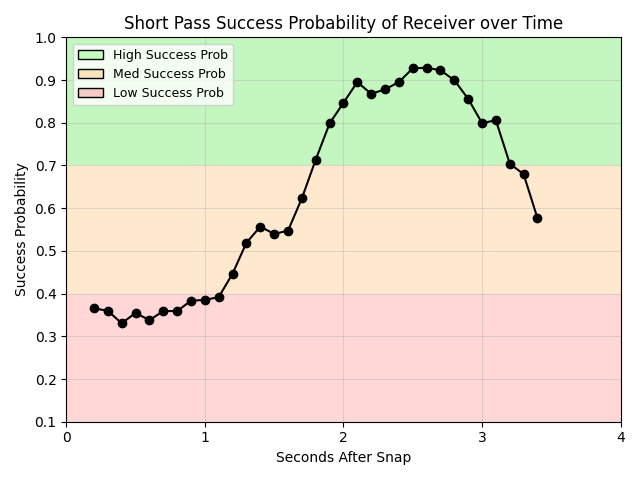 Short Pass Success Probability of Receiver over Time
High Success Prob
Med Success Prob
Low Success Prob
Success Probability
1.0
0.9
0.8
0.7
0.6
0.5
0.4
0.3
0.2
0.1
0 1 2 3 4
Seconds After Snap